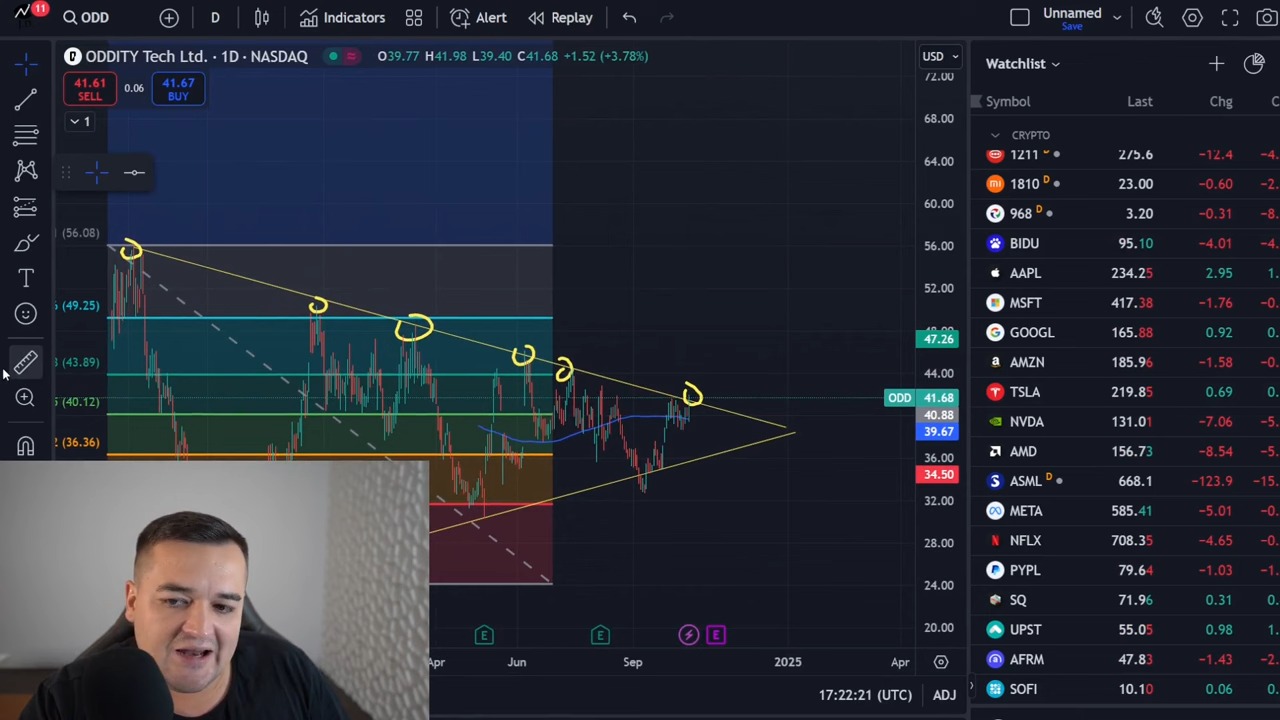 11
ODD
D
Indicators
Alert
Replay
Unnamed
Save
ODDITY Tech Ltd. · 1D · NASDAQ
O39.77 H41.98 L39.40 C41.68 +1.52 (+3.78%)
USD
41.61
SELL
0.06
41.67
BUY
1
(56.08)
(49.25)
(43.89)
(40.12)
(36.36)
72.00
68.00
64.00
60.00
56.00
52.00
48.00
47.26
44.00
ODD 41.68
40.88
39.67
36.00
34.50
32.00
28.00
24.00
20.00
E
E
E
Apr
Jun
Sep
2025
Apr
17:22:21 (UTC)
ADJ
Watchlist
Symbol Last Chg
CRYPTO
1211 D 275.6 −12.4
1810 D 23.00 −0.60
968 D 3.20 −0.31
BIDU 95.10 −4.01
AAPL 234.25 2.95
MSFT 417.38 −1.76
GOOGL 165.88 0.92
AMZN 185.96 −1.58
TSLA 219.85 0.69
NVDA 131.01 −7.06
AMD 156.73 −8.54
ASML D 668.1 −123.9
META 585.41 −5.01
NFLX 708.35 −4.65
PYPL 79.64 −1.03
SQ 71.96 0.31
UPST 55.05 0.98
AFRM 47.83 −1.43
SOFI 10.10 0.06